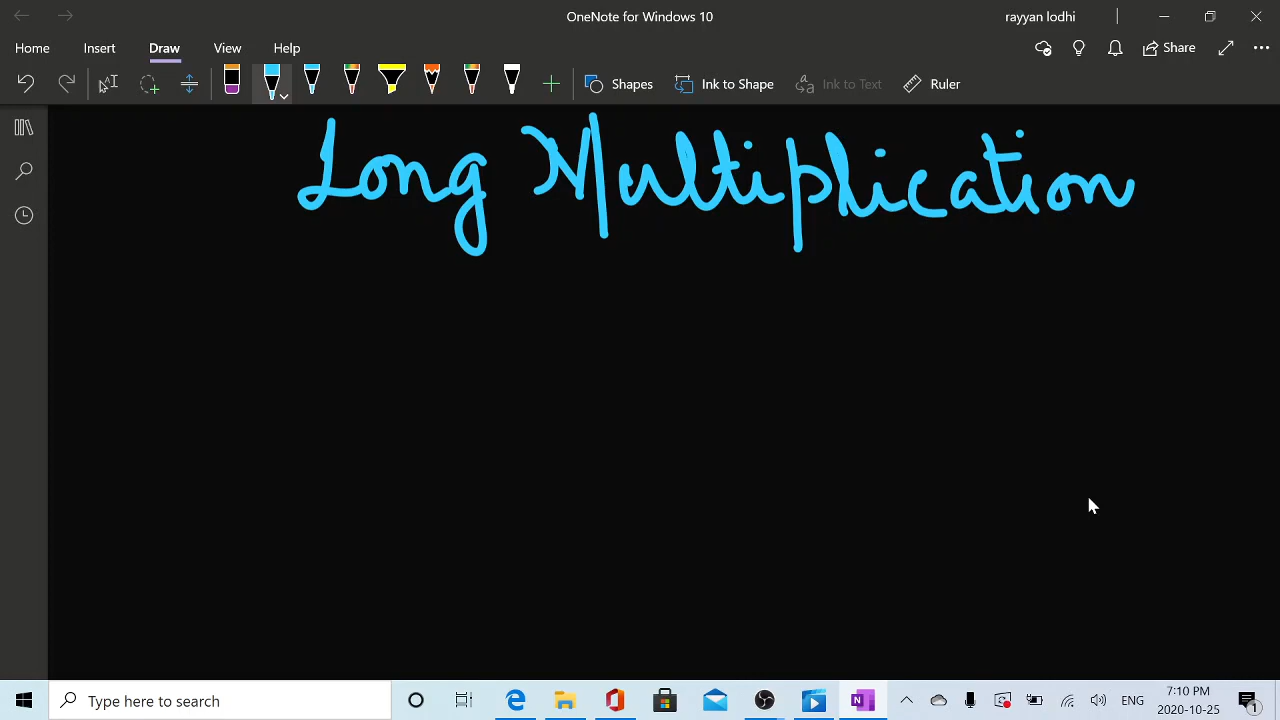 OneNote for Windows 10
rayyan lodhi
Home Insert Draw View Help
Share
Shapes Ink to Shape Ink to Text Ruler
Long Multiplication
Type here to search
ENG
7:10 PM
2020-10-25
1